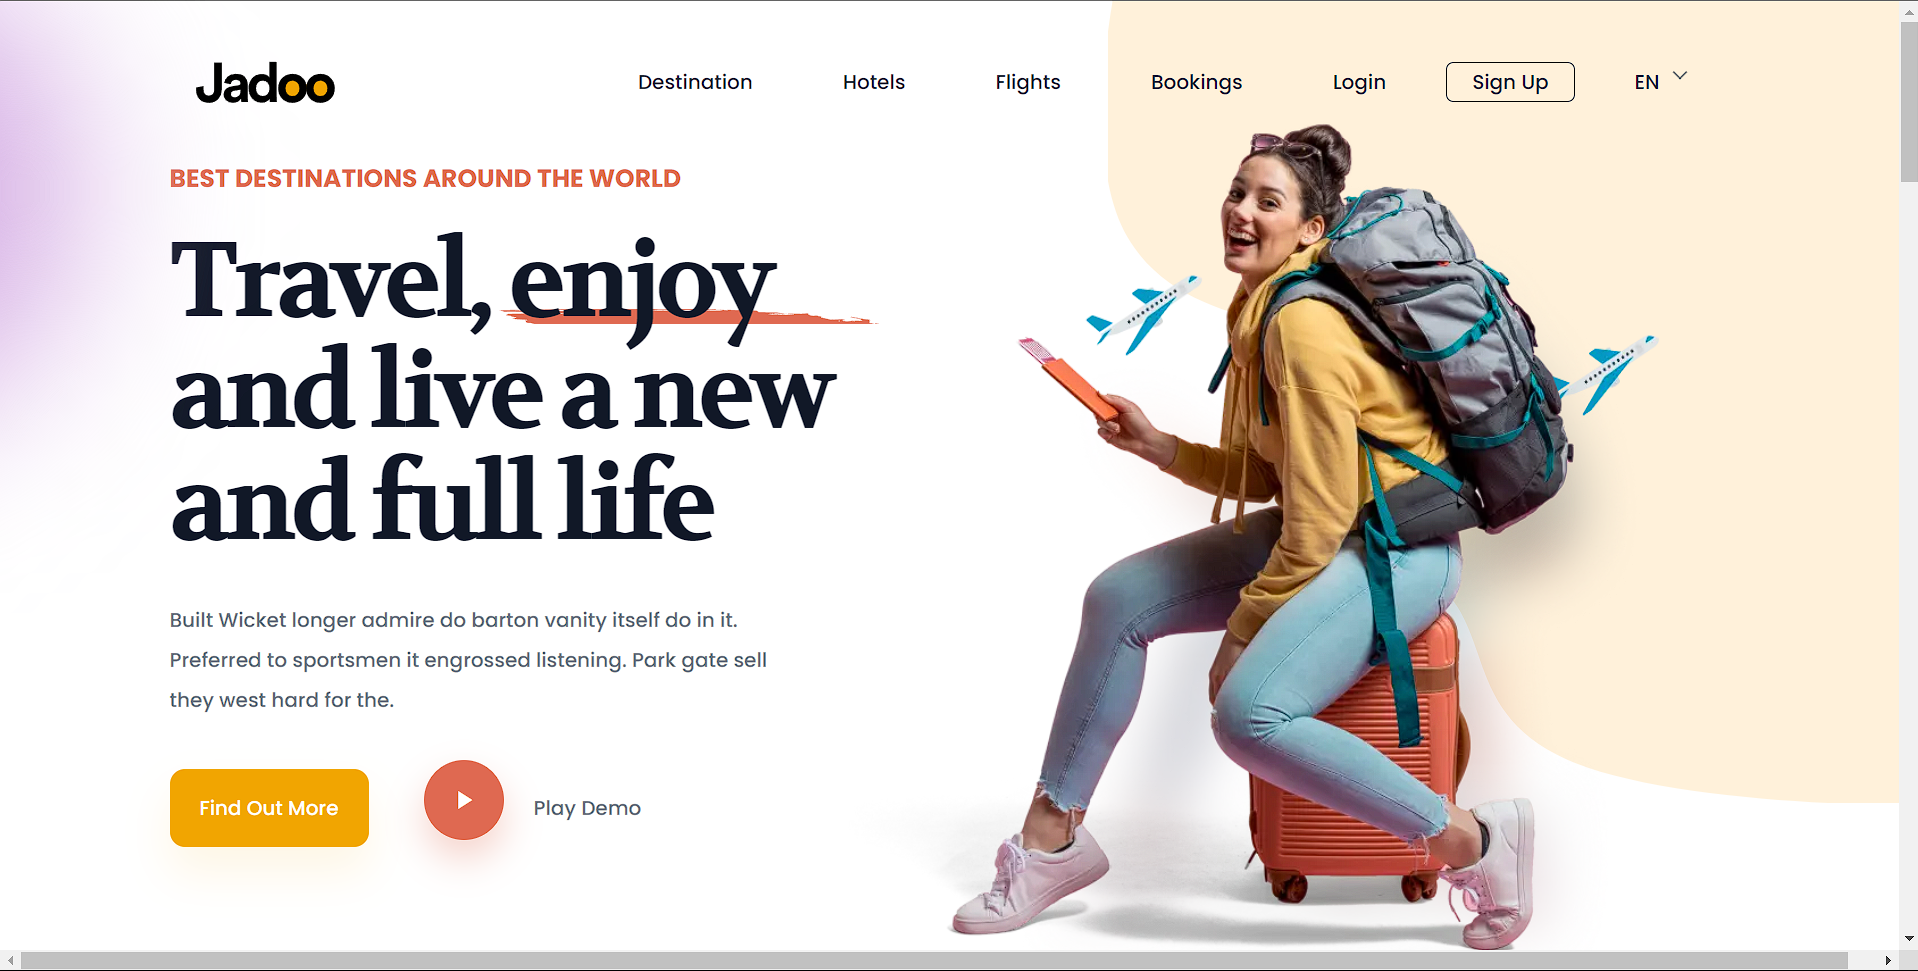 Jadoo
Destination
Hotels
Flights
Bookings
Login
Sign Up
EN
BEST DESTINATIONS AROUND THE WORLD
Travel, enjoy
and live a new
and full life
Built Wicket longer admire do barton vanity itself do in it.
Preferred to sportsmen it engrossed listening. Park gate sell
they west hard for the.
Find Out More
Play Demo